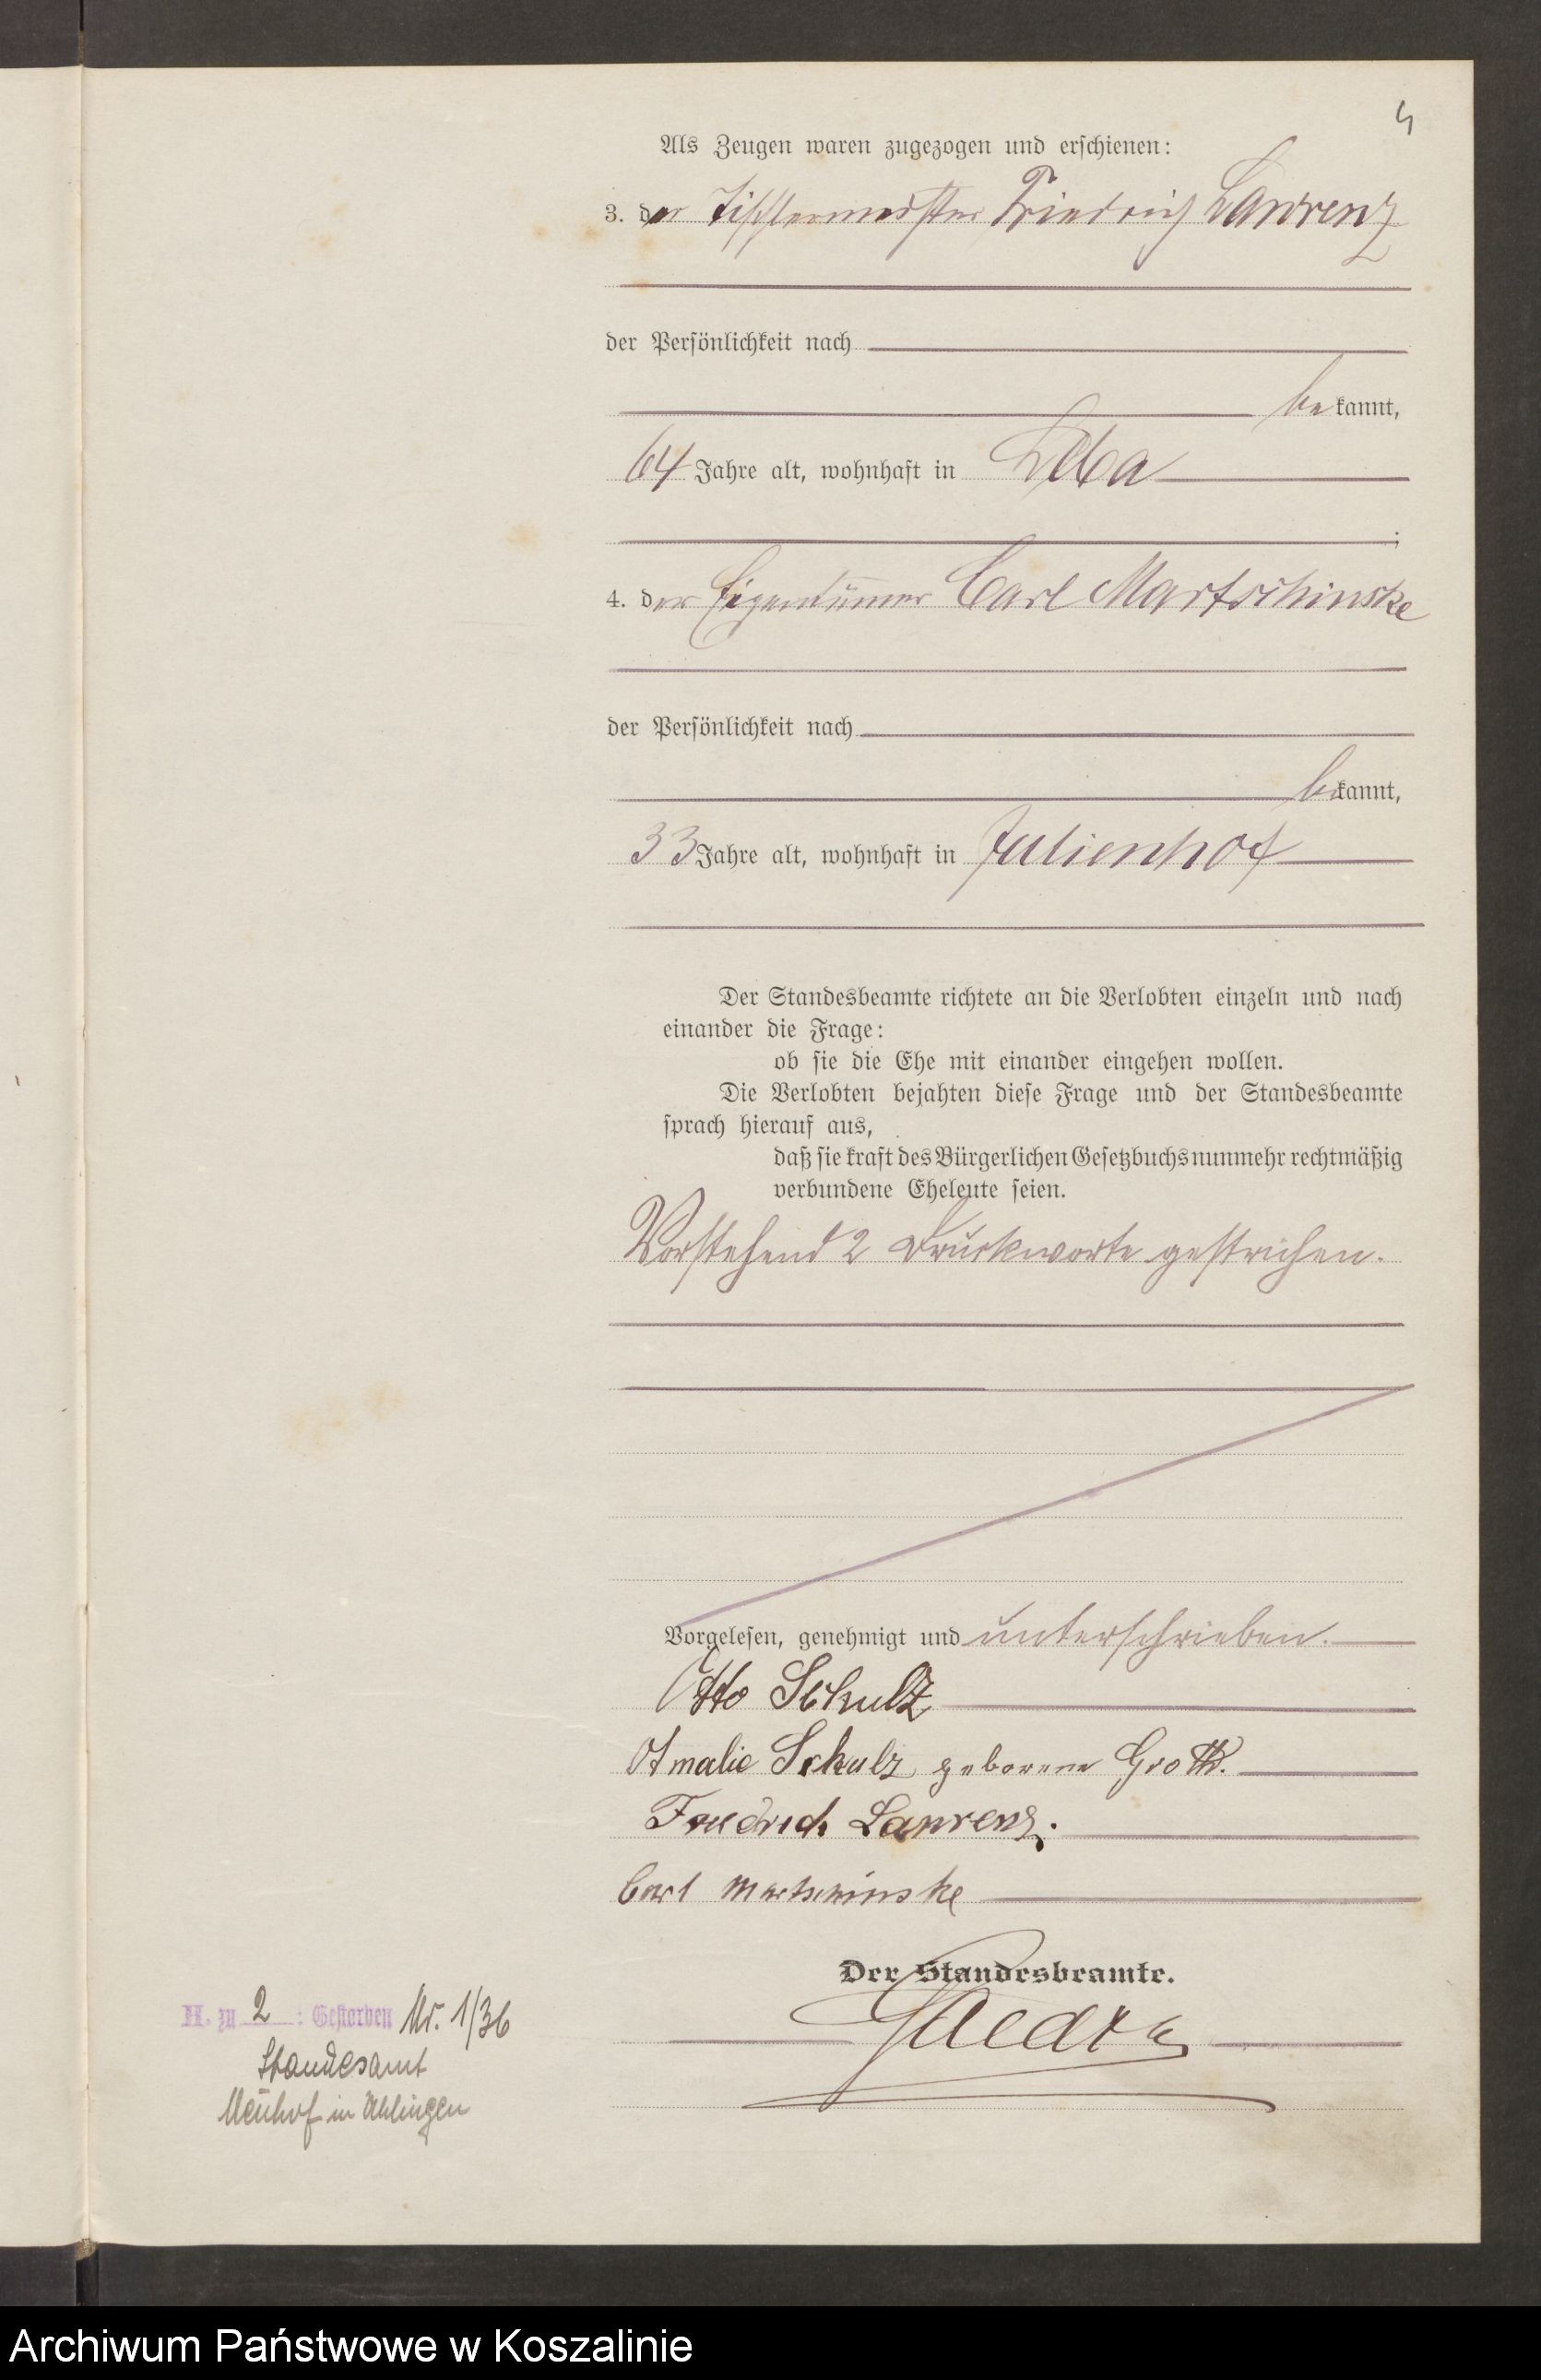 4
Als Zeugen waren zugezogen und erschienen:
3. der Tischlermeister Friedrich Lawrenz
der Persönlichkeit nach
bekannt,
64 Jahre alt, wohnhaft in Leba
;
4. der Eigentümer Carl Martschinske
der Persönlichkeit nach
bekannt,
33 Jahre alt, wohnhaft in Julienhof
Der Standesbeamte richtete an die Verlobten einzeln und nach
einander die Frage:
ob sie die Ehe mit einander eingehen wollen.
Die Verlobten bejahten diese Frage und der Standesbeamte
sprach hierauf aus,
daß sie kraft des Bürgerlichen Gesetzbuchs nunmehr rechtmäßig
verbundene Eheleute seien.
Vorstehend 2 Druckworte gestrichen.
Vorgelesen, genehmigt und unterschrieben.
Otto Schulz
Amalie Schulz geborene Groth.
Friedrich Lawrenz.
Carl Martschinske
Der Standesbeamte.
H. zu 2 : Gestorben Nr. 1/36
Standesamt
Neuhof in Uhlingen
Archiwum Państwowe w Koszalinie